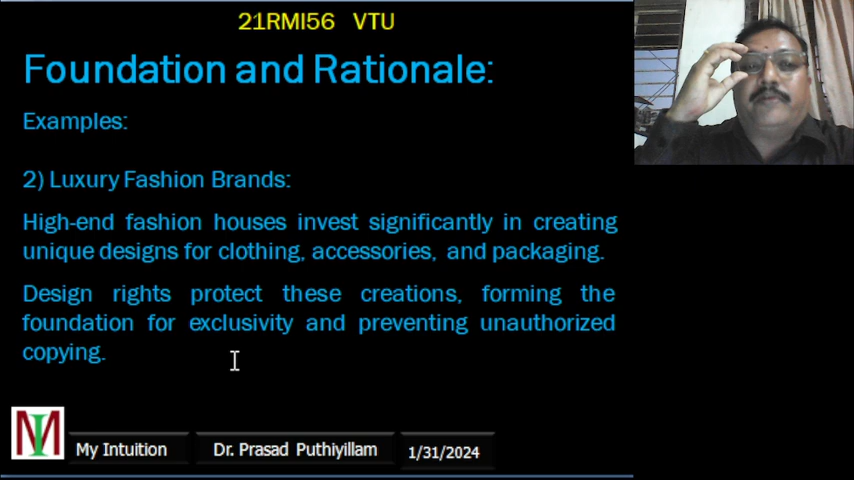 21RMI56 VTU
Foundation and Rationale:
Examples:
2) Luxury Fashion Brands:
High-end fashion houses invest significantly in creating
unique designs for clothing, accessories, and packaging.
Design rights protect these creations, forming the
foundation for exclusivity and preventing unauthorized
copying.
MI
My Intuition
Dr. Prasad Puthiyillam
1/31/2024